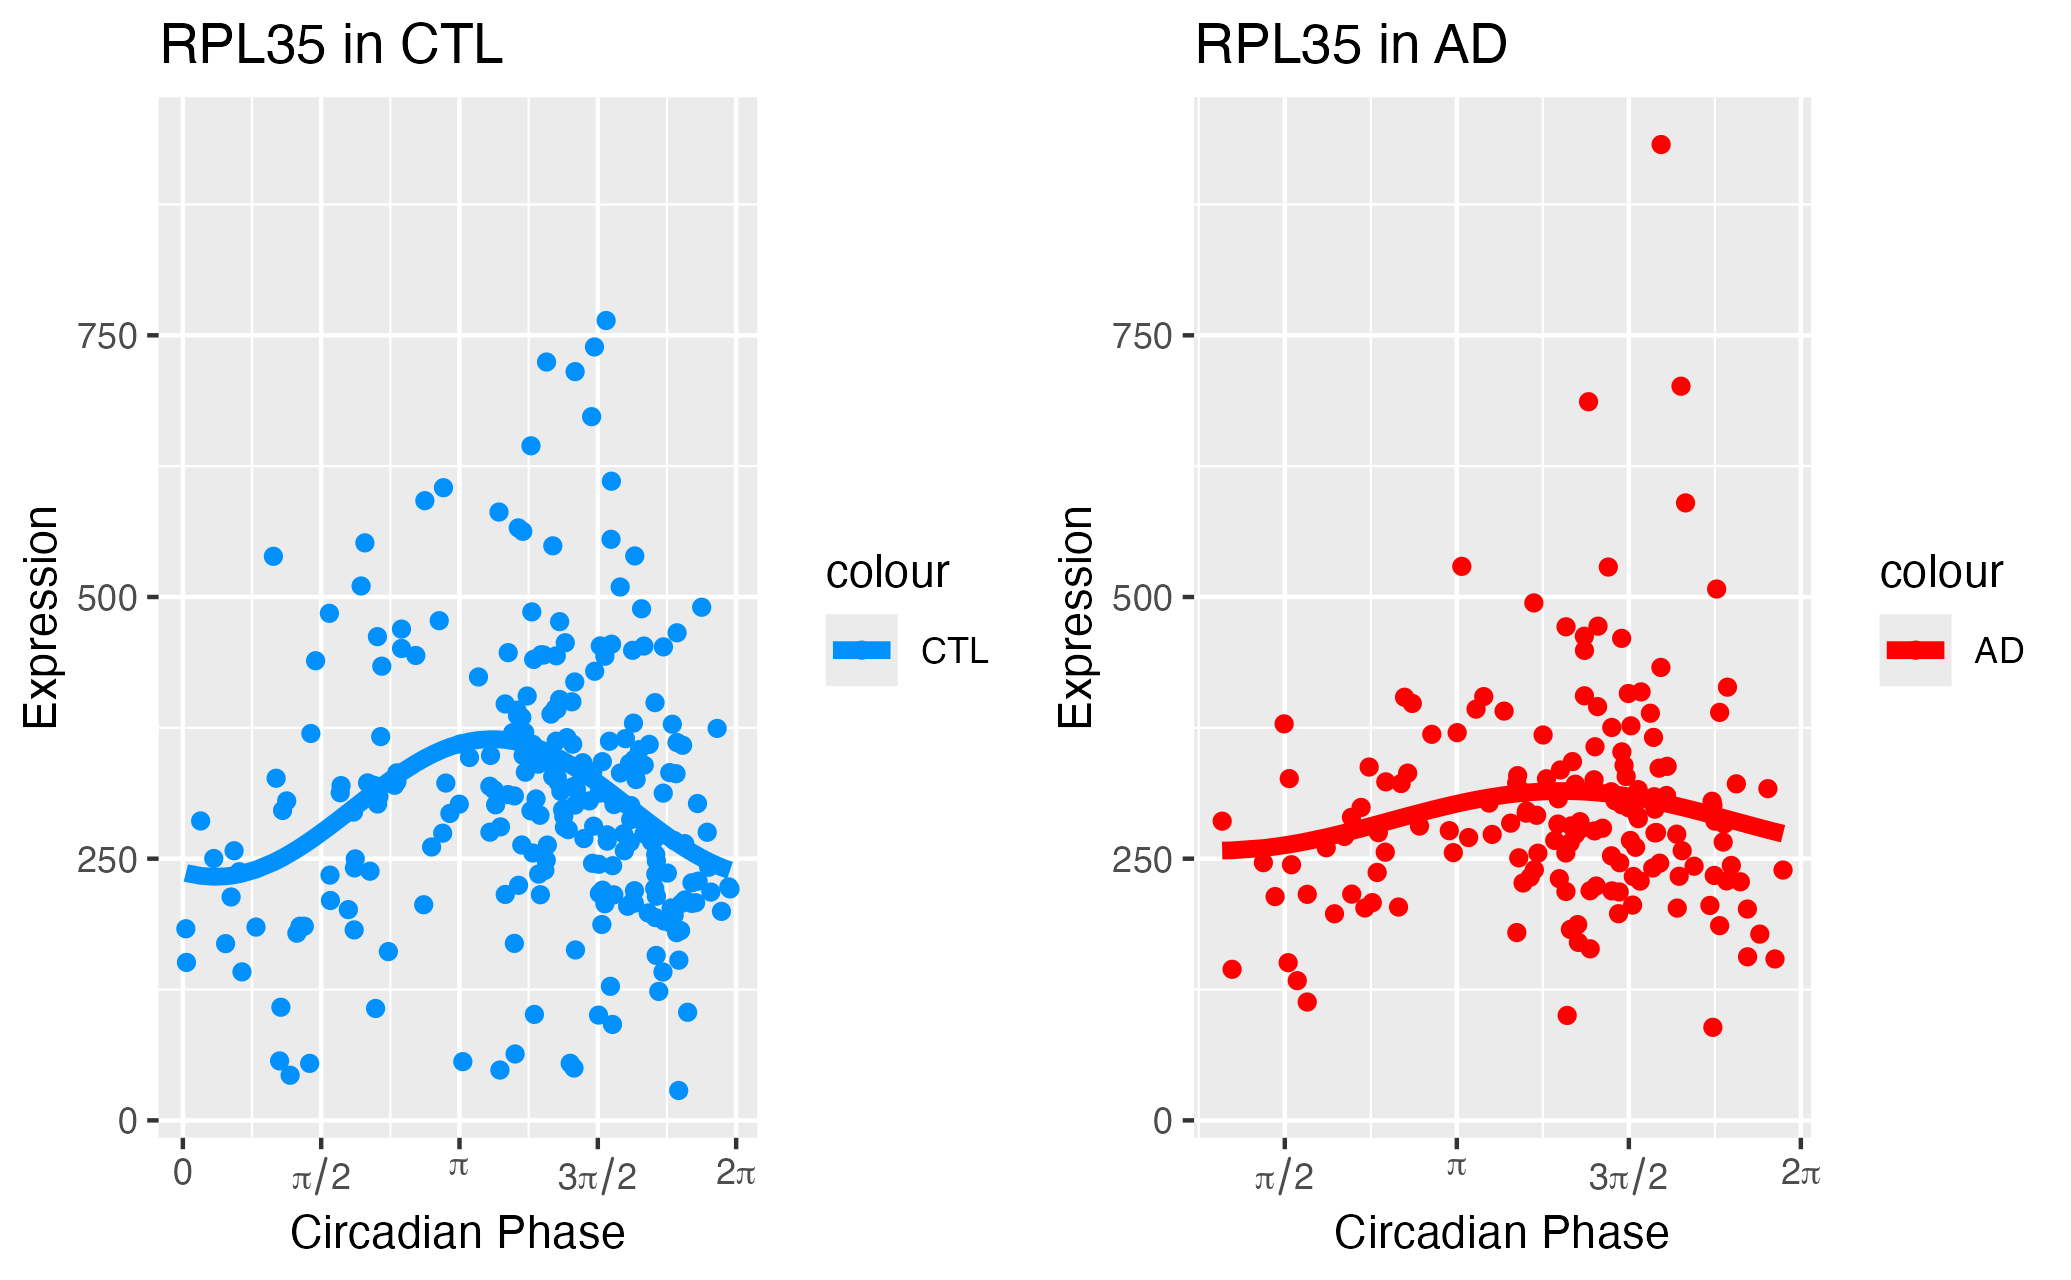 RPL35 in CTL
Expression
750
500
250
0
0
π/2
π
3π/2
2π
Circadian Phase
colour
CTL
RPL35 in AD
Expression
750
500
250
0
π/2
π
3π/2
2π
Circadian Phase
colour
AD